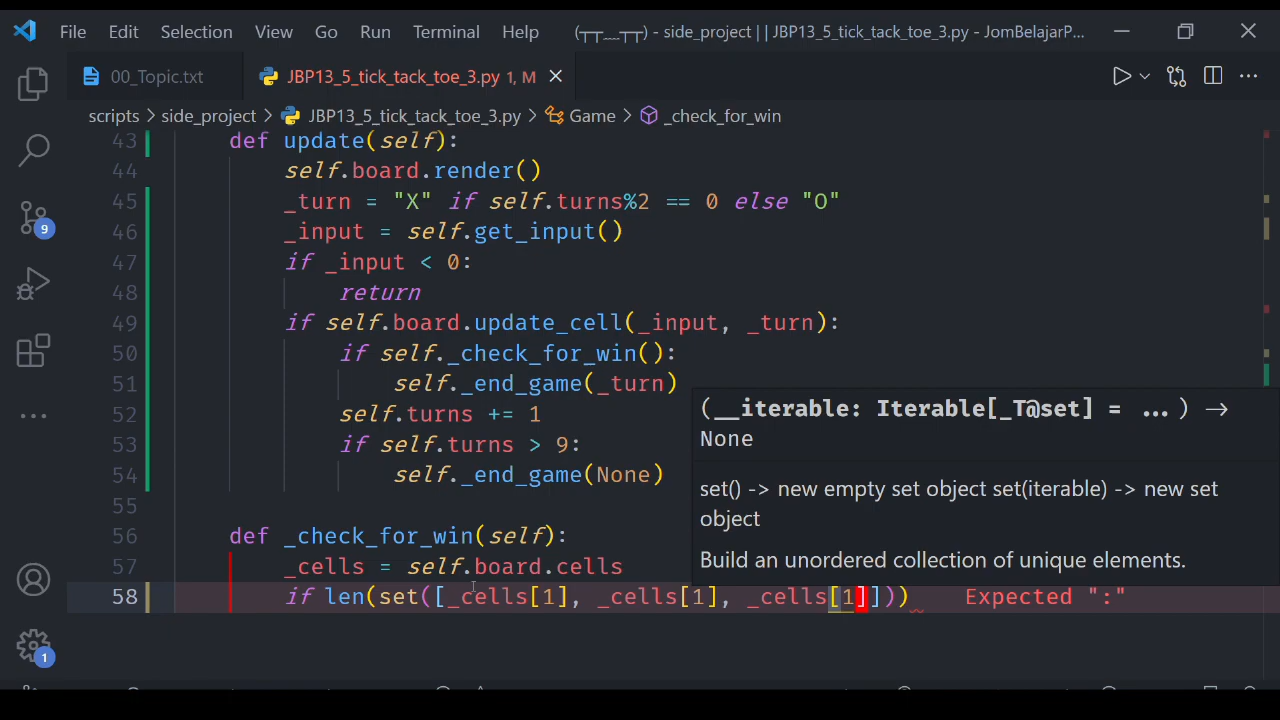 File Edit Selection View Go Run Terminal Help (┬┬﹏┬┬) - side_project | | JBP13_5_tick_tack_toe_3.py - JomBelajarP...
00_Topic.txt JBP13_5_tick_tack_toe_3.py 1, M
scripts > side_project > JBP13_5_tick_tack_toe_3.py > Game > _check_for_win
43 def update(self):
44 self.board.render()
45 _turn = "X" if self.turns%2 == 0 else "O"
46 _input = self.get_input()
47 if _input < 0:
48 return
49 if self.board.update_cell(_input, _turn):
50 if self._check_for_win():
51 self._end_game(_turn)
52 self.turns += 1
53 if self.turns > 9:
54 self._end_game(None)
55
56 def _check_for_win(self):
57 _cells = self.board.cells
58 if len(set([_cells[1], _cells[1], _cells[1]])) Expected ":"
(__iterable: Iterable[_T@set] = ...) →
None
set() -> new empty set object set(iterable) -> new set
object
Build an unordered collection of unique elements.
9
1